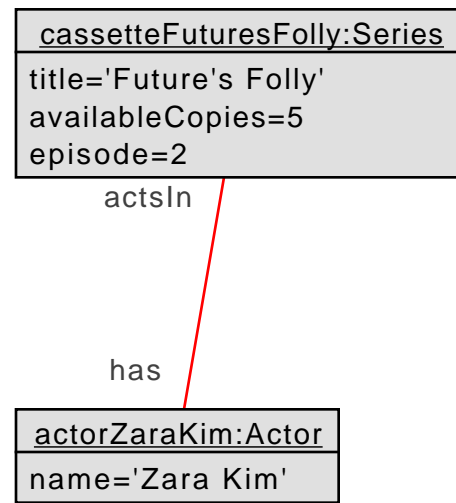 cassetteFuturesFolly:Series
title='Future's Folly'
availableCopies=5
episode=2
actsIn
has
actorZaraKim:Actor
name='Zara Kim'